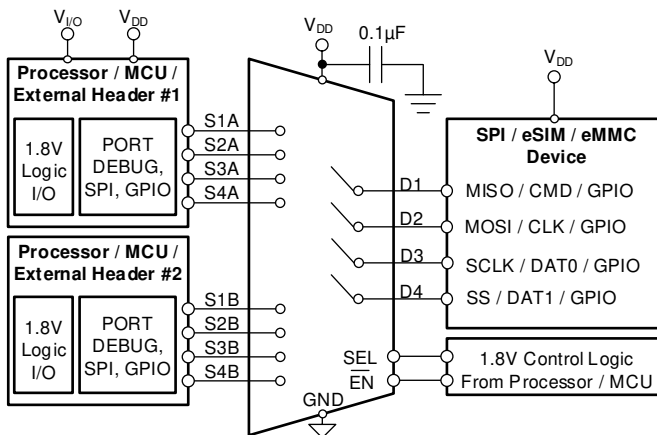 V_I/O
V_DD
Processor / MCU /
External Header #1
1.8V
Logic
I/O
PORT
DEBUG,
SPI, GPIO
S1A
S2A
S3A
S4A
Processor / MCU /
External Header #2
1.8V
Logic
I/O
PORT
DEBUG,
SPI, GPIO
S1B
S2B
S3B
S4B
V_DD
0.1µF
D1
D2
D3
D4
SEL
EN
GND
V_DD
SPI / eSIM / eMMC
Device
MISO / CMD / GPIO
MOSI / CLK / GPIO
SCLK / DAT0 / GPIO
SS / DAT1 / GPIO
1.8V Control Logic
From Processor / MCU